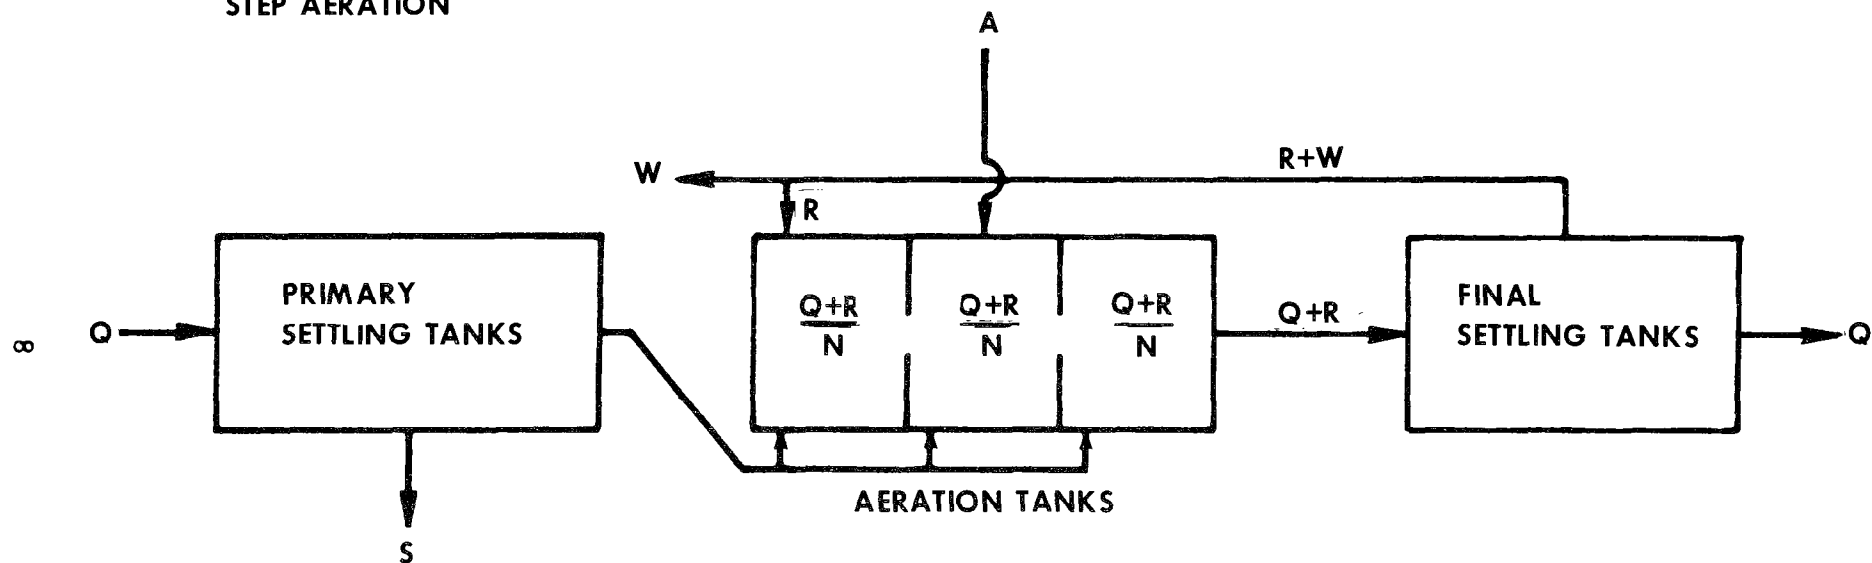 STEP AERATION
A
R+W
W
R
PRIMARY
SETTLING TANKS
Q+R
N
Q+R
N
Q+R
N
Q+R
FINAL
SETTLING TANKS
Q
Q
8
AERATION TANKS
S